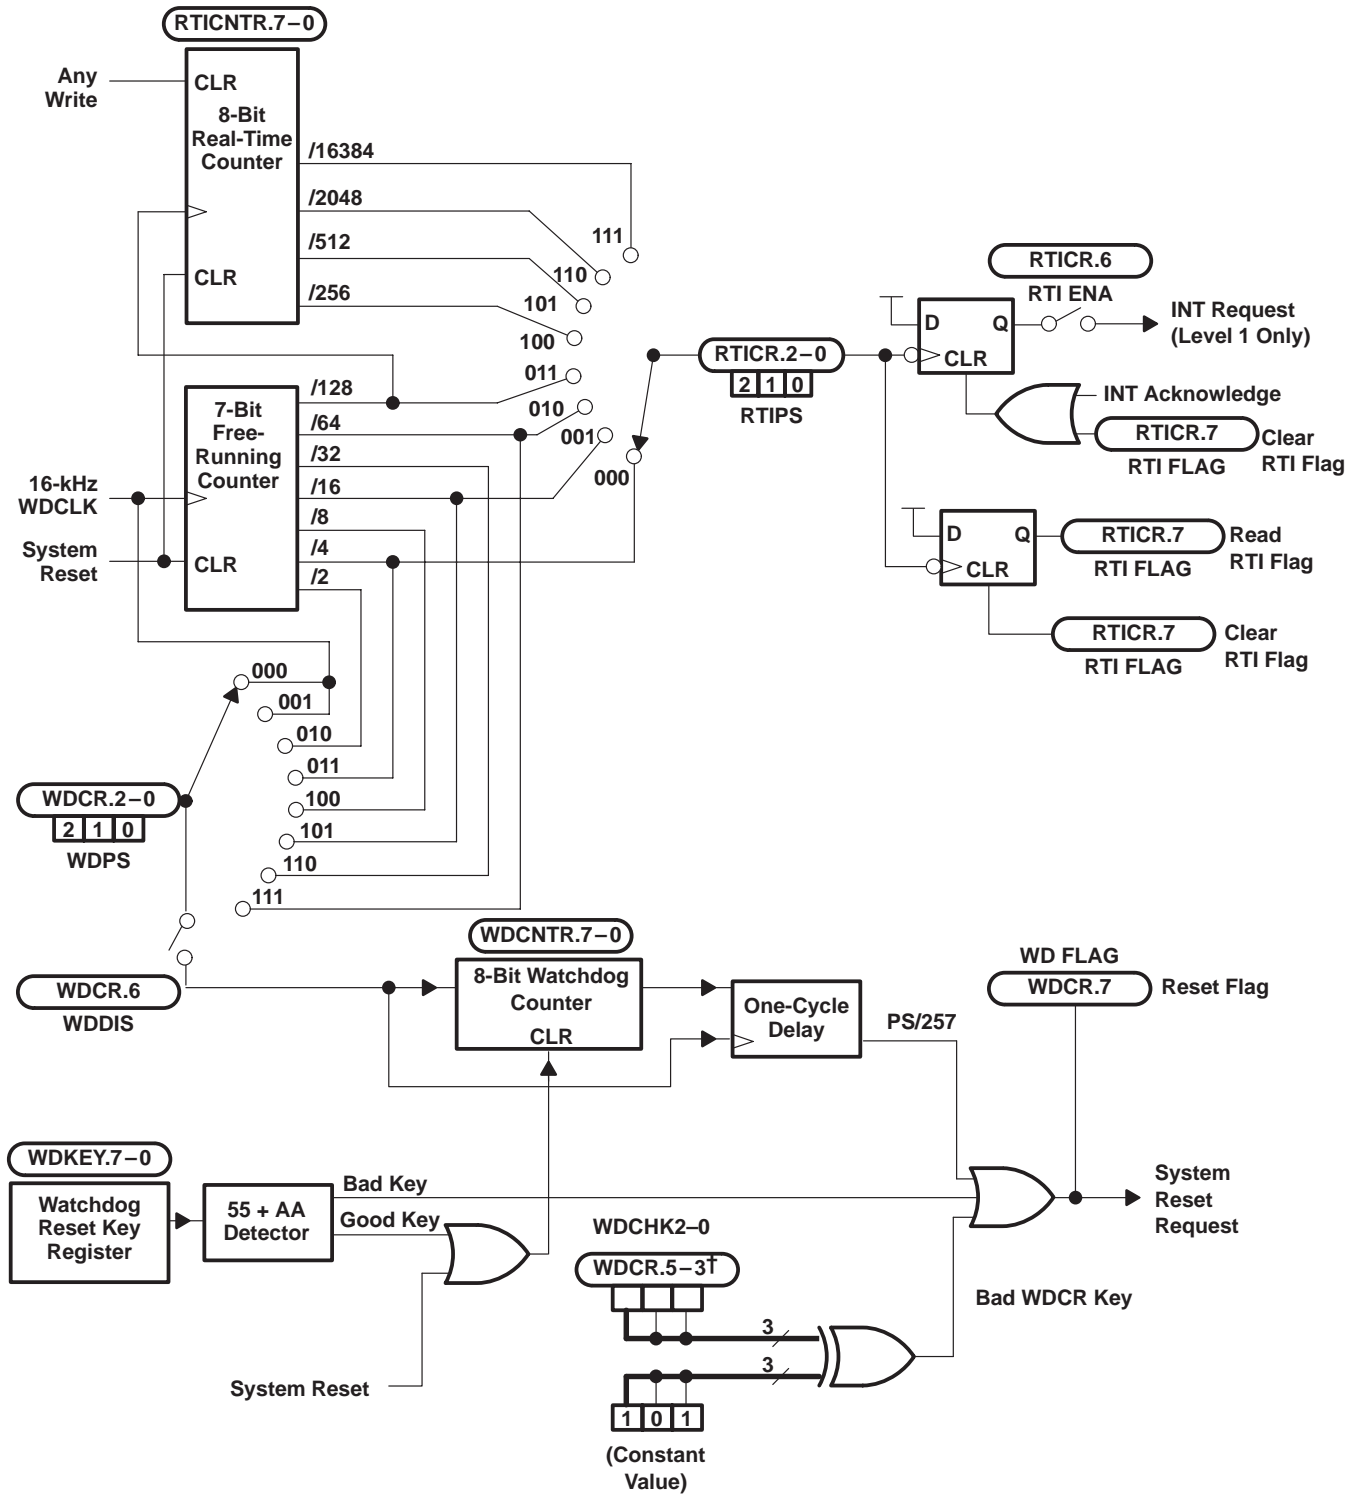 RTICNTR.7–0
Any
Write
CLR
8-Bit
Real-Time
Counter
CLR
/16384
/2048
/512
/256
111
110
101
100
011
010
001
000
7-Bit
Free-
Running
Counter
CLR
/128
/64
/32
/16
/8
/4
/2
16-kHz
WDCLK
System
Reset
RTICR.2–0
2 1 0
RTIPS
RTICR.6
RTI ENA
D Q
CLR
INT Request
(Level 1 Only)
INT Acknowledge
RTICR.7
RTI FLAG
Clear
RTI Flag
D Q
CLR
RTICR.7
RTI FLAG
Read
RTI Flag
RTICR.7
RTI FLAG
Clear
RTI Flag
000
001
010
011
100
101
110
111
WDCR.2–0
2 1 0
WDPS
WDCR.6
WDDIS
WDCNTR.7–0
8-Bit Watchdog
Counter
CLR
One-Cycle
Delay
PS/257
WD FLAG
WDCR.7
Reset Flag
WDKEY.7–0
Watchdog
Reset Key
Register
55 + AA
Detector
Bad Key
Good Key
System Reset
WDCHK2–0
WDCR.5–3†
3
3
1 0 1
(Constant
Value)
Bad WDCR Key
System
Reset
Request